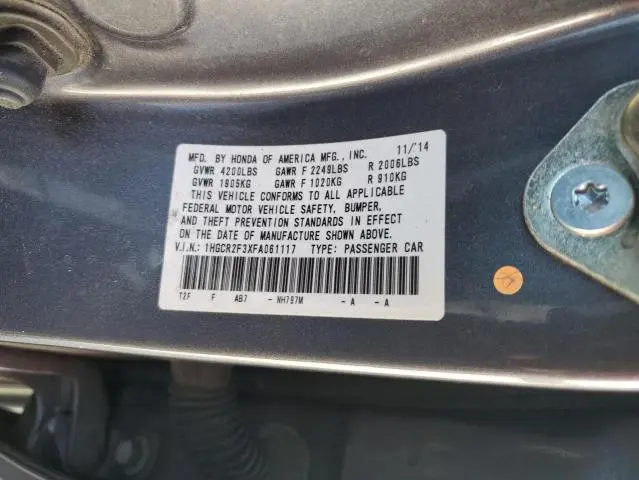 MFD. BY HONDA OF AMERICA MFG., INC. 11/'14
GVWR 4200LBS GAWR F 2249LBS R 2006LBS
GVWR 1905KG GAWR F 1020KG R 910KG
THIS VEHICLE CONFORMS TO ALL APPLICABLE
FEDERAL MOTOR VEHICLE SAFETY, BUMPER,
AND THEFT PREVENTION STANDARDS IN EFFECT
ON THE DATE OF MANUFACTURE SHOWN ABOVE.
V.I.N.: 1HGCR2F3XFA061117 TYPE: PASSENGER CAR
T2F F AB7 - NH797M - A - A